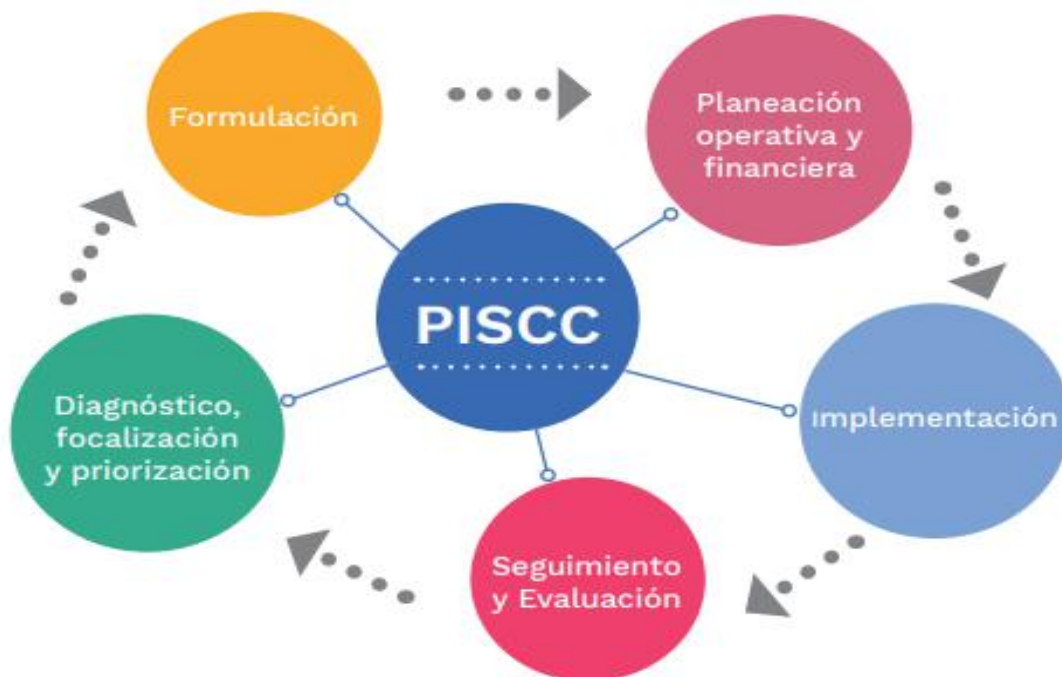 Formulación
Planeación
operativa y
financiera
PISCC
Diagnóstico,
focalización
y priorización
Implementación
Seguimiento
y Evaluación